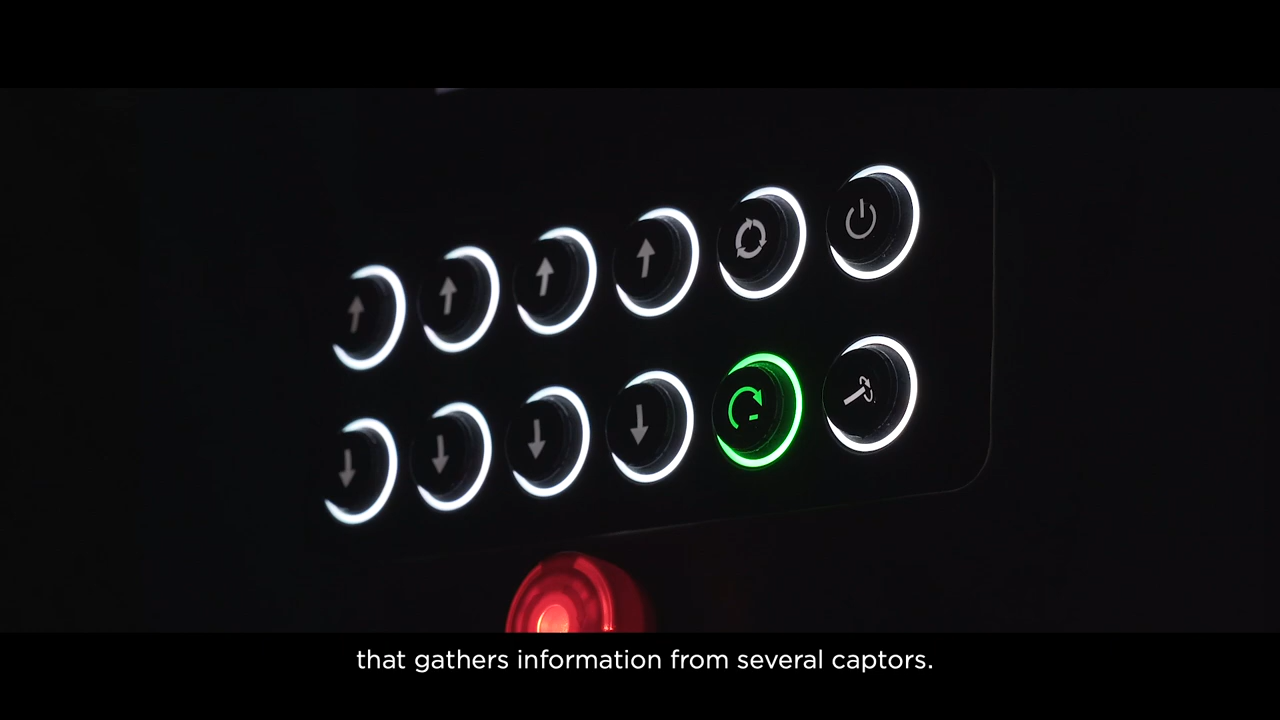 that gathers information from several captors.